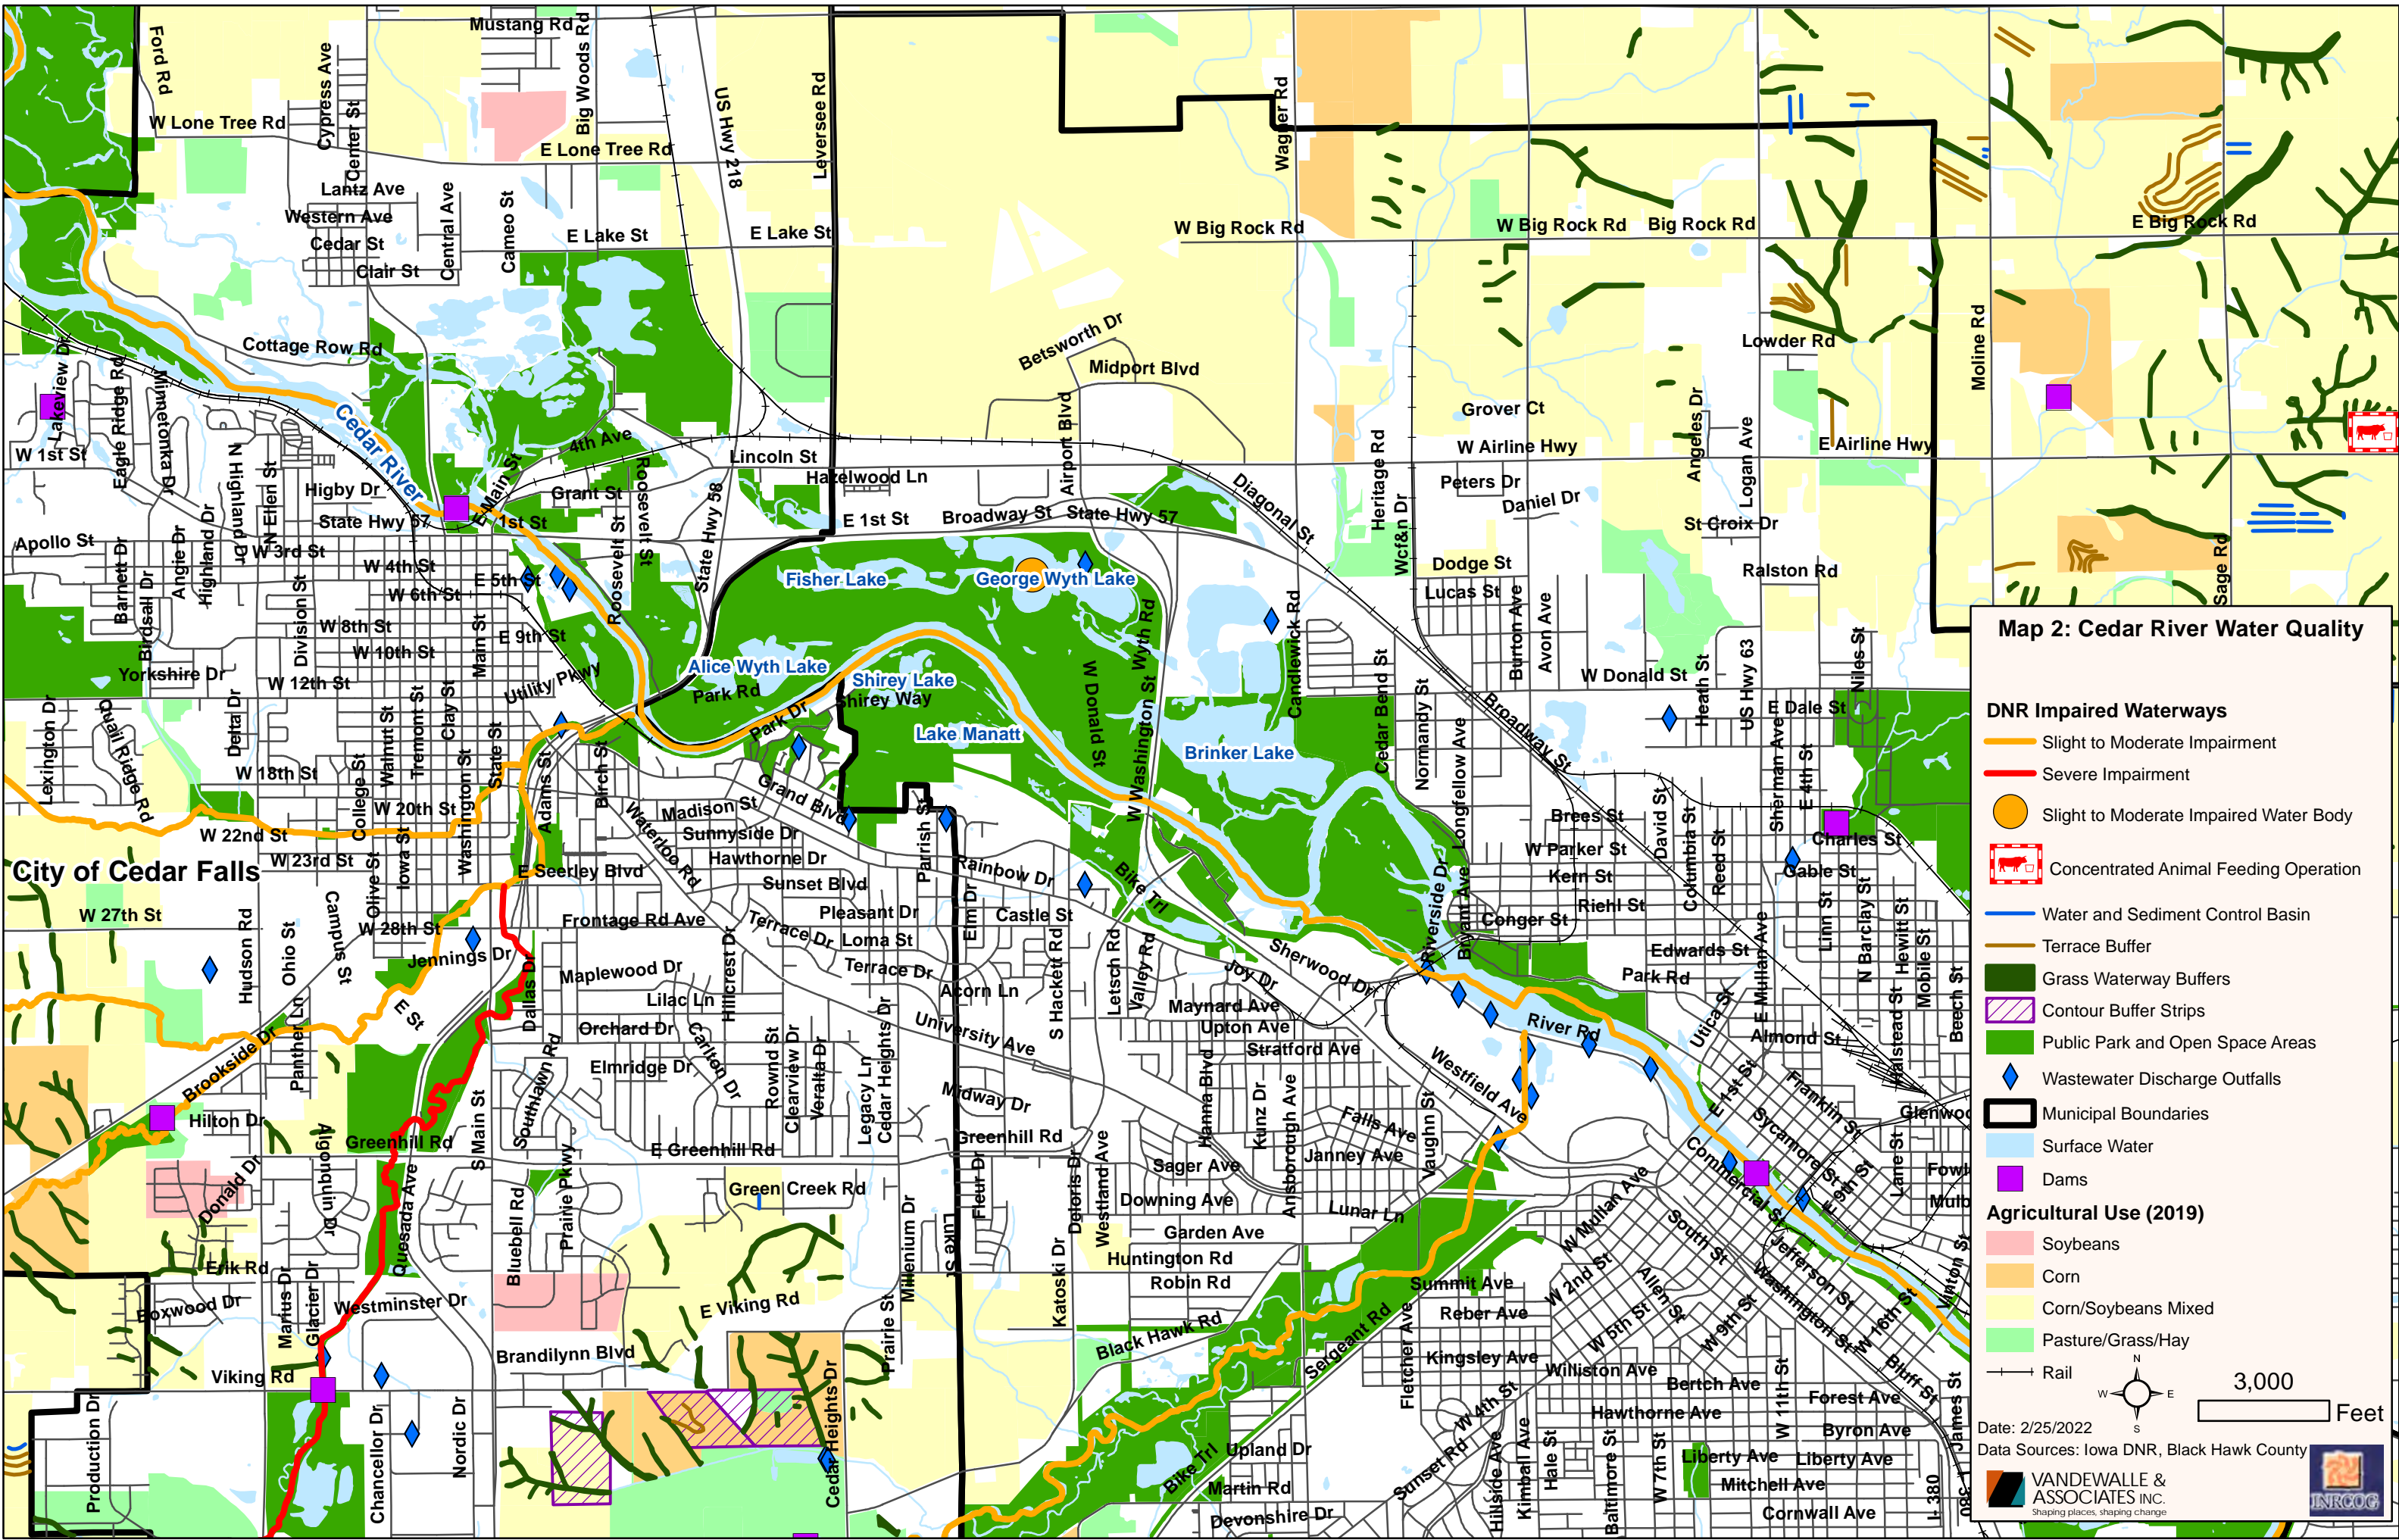 Mustang Rd
Ford Rd
Cypress Ave
Center St
Big Woods Rd
US Hwy 218
Leversee Rd
Wagner Rd
W Lone Tree Rd
E Lone Tree Rd
Lantz Ave
Western Ave
Cedar St
Clair St
Central Ave
Cameo St
E Lake St
E Lake St
W Big Rock Rd
W Big Rock Rd
Big Rock Rd
E Big Rock Rd
Cottage Row Rd
Betsworth Dr
Midport Blvd
Lowder Rd
Moline Rd
Lakeview Dr
Eagle Ridge Rd
Minnetonka Dr
Cedar River
4th Ave
Airport Blvd
Grover Ct
Angeles Dr
Logan Ave
W 1st St
N Highland Dr
N Ellen St
E Main St
Roosevelt St
Lincoln St
Heritage Rd
W Airline Hwy
E Airline Hwy
Higby Dr
Grant St
Hazelwood Ln
Diagonal St
Peters Dr
Daniel Dr
State Hwy 57
1st St
State Hwy 58
E 1st St
Broadway St
State Hwy 57
Wcf&n Dr
St Croix Dr
Apollo St
Barnett Dr
Birdsall Dr
Angie Dr
Highland Dr
W 3rd St
W 4th St
E 5th St
W 6th St
Roosevelt St
Fisher Lake
George Wyth Lake
Dodge St
Lucas St
Ralston Rd
Sage Rd
Division St
W 8th St
W 10th St
W 12th St
Main St
E 9th St
Utility Pkwy
Alice Wyth Lake
Park Rd
Shirey Lake
Shirey Way
Park Dr
Lake Manatt
W Donald St
Wyth Rd
W Washington St
Candlewick Rd
Brinker Lake
Cedar Bend St
Normandy St
Longfellow Ave
Burton Ave
Avon Ave
Broadway St
W Donald St
Heath St
US Hwy 63
Niles St
E Dale St
Sherman Ave
E 4th St
Yorkshire Dr
Lexington Dr
Quail Ridge Rd
Delta Dr
College St
Walnut St
Tremont St
Clay St
Washington St
State St
Adams St
Birch St
W 18th St
W 20th St
W 22nd St
W 23rd St
Olive St
Iowa St
Waterloo Rd
Madison St
Sunnyside Dr
Hawthorne Dr
Sunset Blvd
Grand Blvd
Parrish St
Rainbow Dr
Bike Trl
Brees St
W Parker St
Kern St
Riehl St
Conger St
David St
Columbia St
Reed St
Charles St
Gable St
City of Cedar Falls
E Seerley Blvd
W 27th St
Hudson Rd
Ohio St
Campus St
W 28th St
Jennings Dr
Frontage Rd Ave
Pleasant Dr
Terrace Dr
Loma St
Terrace Dr
Elm Dr
Castle St
Acorn Ln
S Hackett Rd
Letsch Rd
Valley Rd
Joy Dr
Sherwood Dr
Riverside Dr
Bryant Ave
Edwards St
Park Rd
E Mullan Ave
Linn St
N Barclay St
Hewitt St
Mobile St
Beech St
Halstead St
Maplewood Dr
Lilac Ln
Hillcrest Dr
Orchard Dr
Dallas Dr
E St
Panther Ln
Brookside Dr
Hilton Dr
Southlawn Rd
Elmridge Dr
Carlton Dr
Rownd St
Clearview Dr
Veralta Dr
Legacy Ln
Cedar Heights Dr
University Ave
Midway Dr
Maynard Ave
Upton Ave
Stratford Ave
Hanna Blvd
Kunz Dr
Ansborough Ave
Westfield Ave
River Rd
Utica St
Almond St
E 1st St
Franklin St
Sycamore St
E 9th St
Commercial St
Glenwoo
Lane St
Fowl
Mulb
Greenhill Rd
Algonquin Dr
Donald Dr
Quesada Ave
S Main St
Prairie Pkwy
Bluebell Rd
E Greenhill Rd
Green Creek Rd
Greenhill Rd
Fleur Dr
Luke St
Millenium Dr
Deloris Dr
Westland Ave
Katoski Dr
Sager Ave
Downing Ave
Garden Ave
Huntington Rd
Robin Rd
Falls Ave
Janney Ave
Vaughn St
Lunar Ln
W Mullan Ave
South St
Jefferson St
Washington St
W 16th St
Vinton St
Bluff St
Erik Rd
Boxwood Dr
Marius Dr
Glacier Dr
Westminster Dr
E Viking Rd
Prairie St
Black Hawk Rd
Sergeant Rd
Summit Ave
Reber Ave
W 2nd St
Allen St
W 5th St
W 9th St
Fletcher Ave
Kingsley Ave
Williston Ave
Bertch Ave
Viking Rd
Brandilynn Blvd
Production Dr
Chancellor Dr
Nordic Dr
Cedar Heights Dr
Bike Trl
Upland Dr
Martin Rd
Devonshire Dr
W 4th St
Sunset Rd
Hillside Ave
Kimball Ave
Hale St
Baltimore St
W 7th St
W 11th St
Hawthorne Ave
Forest Ave
Byron Ave
Liberty Ave
Liberty Ave
Mitchell Ave
Cornwall Ave
James St
I-380
I-380
Map 2: Cedar River Water Quality
DNR Impaired Waterways
Slight to Moderate Impairment
Severe Impairment
Slight to Moderate Impaired Water Body
Concentrated Animal Feeding Operation
Water and Sediment Control Basin
Terrace Buffer
Grass Waterway Buffers
Contour Buffer Strips
Public Park and Open Space Areas
Wastewater Discharge Outfalls
Municipal Boundaries
Surface Water
Dams
Agricultural Use (2019)
Soybeans
Corn
Corn/Soybeans Mixed
Pasture/Grass/Hay
Rail
N
W E
S
3,000
Feet
Date: 2/25/2022
Data Sources: Iowa DNR, Black Hawk County
VANDEWALLE &
ASSOCIATES INC.
Shaping places, shaping change
INRCOG